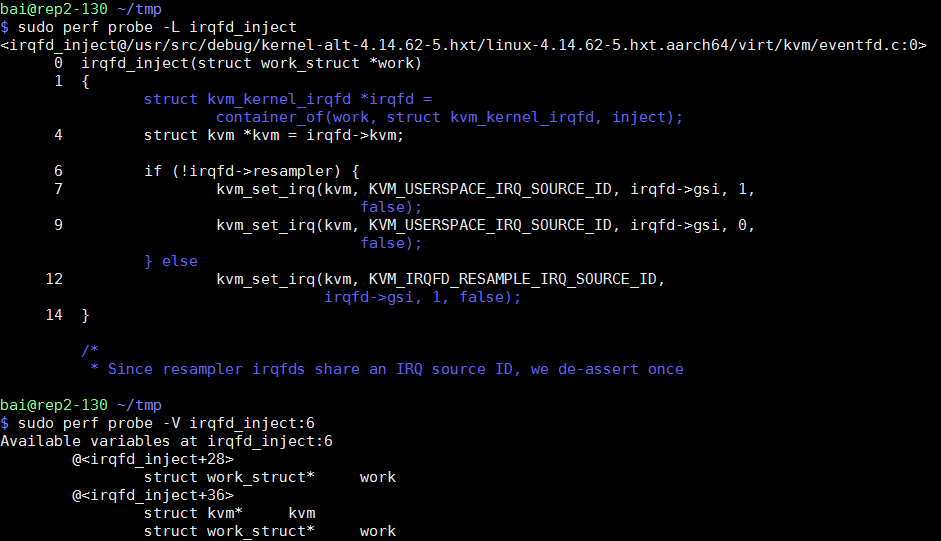 bai@rep2-130 ~/tmp
$ sudo perf probe -L irqfd_inject
<irqfd_inject@/usr/src/debug/kernel-alt-4.14.62-5.hxt/linux-4.14.62-5.hxt.aarch64/virt/kvm/eventfd.c:0>
      0  irqfd_inject(struct work_struct *work)
      1  {
                struct kvm_kernel_irqfd *irqfd =
                        container_of(work, struct kvm_kernel_irqfd, inject);
      4         struct kvm *kvm = irqfd->kvm;

      6         if (!irqfd->resampler) {
      7                 kvm_set_irq(kvm, KVM_USERSPACE_IRQ_SOURCE_ID, irqfd->gsi, 1,
                                        false);
      9                 kvm_set_irq(kvm, KVM_USERSPACE_IRQ_SOURCE_ID, irqfd->gsi, 0,
                                        false);
                } else
     12                 kvm_set_irq(kvm, KVM_IRQFD_RESAMPLE_IRQ_SOURCE_ID,
                                    irqfd->gsi, 1, false);
     14  }

         /*
          * Since resampler irqfds share an IRQ source ID, we de-assert once

bai@rep2-130 ~/tmp
$ sudo perf probe -V irqfd_inject:6
Available variables at irqfd_inject:6
        @<irqfd_inject+28>
                struct work_struct*     work
        @<irqfd_inject+36>
                struct kvm*     kvm
                struct work_struct*     work